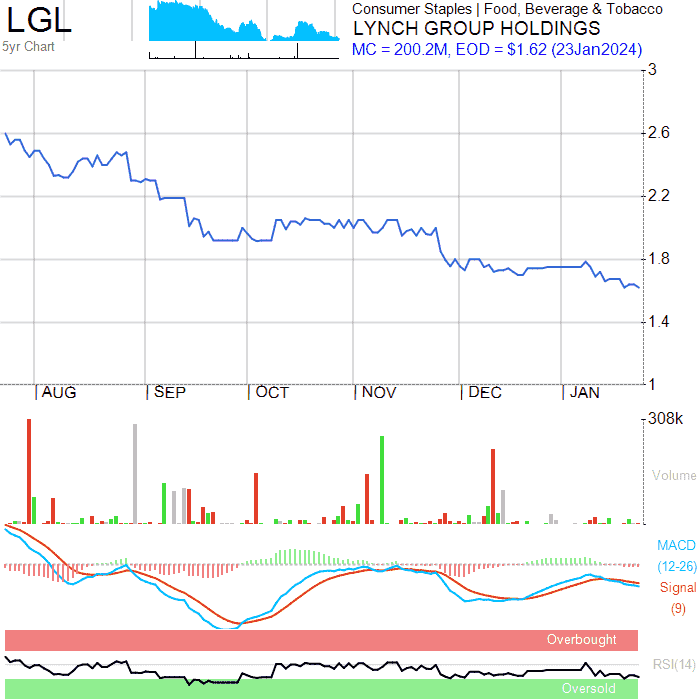 LGL
5yr Chart
Consumer Staples | Food, Beverage & Tobacco
LYNCH GROUP HOLDINGS
MC = 200.2M, EOD = $1.62 (23Jan2024)
3
2.6
2.2
1.8
1.4
1
AUG SEP OCT NOV DEC JAN
308k
Volume
MACD
(12-26)
Signal
(9)
Overbought
RSI(14)
Oversold